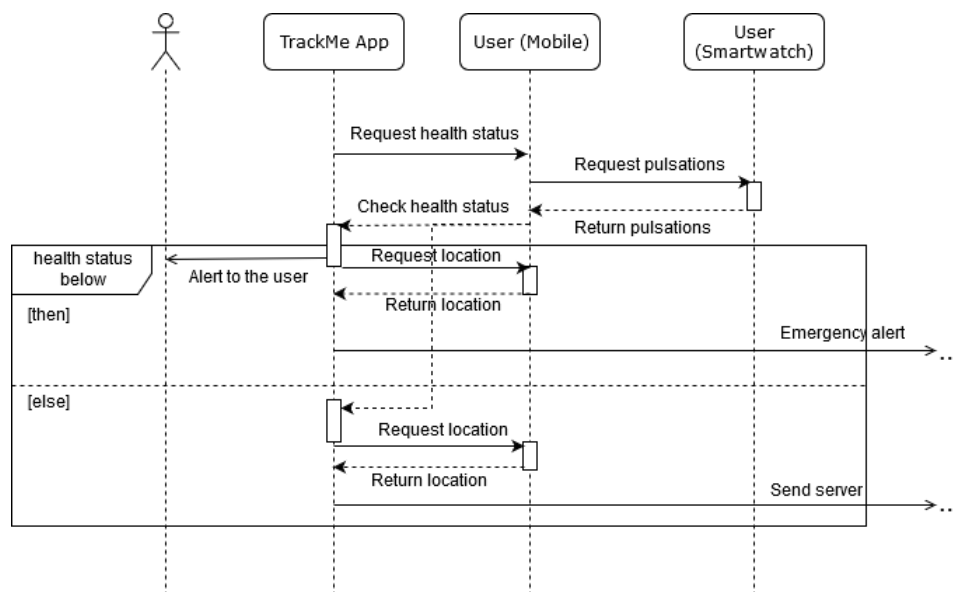 TrackMe App
User (Mobile)
User
(Smartwatch)
Request health status
Request pulsations
Check health status
Return pulsations
health status
below
Request location
Alert to the user
Return location
[then]
Emergency alert
..
[else]
Request location
Return location
Send server
..